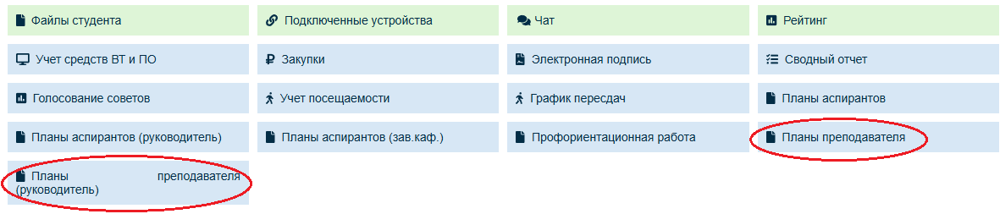 Файлы студента
Подключенные устройства
Чат
Рейтинг
Учет средств ВТ и ПО
Закупки
Электронная подпись
Сводный отчет
Голосование советов
Учет посещаемости
График пересдач
Планы аспирантов
Планы аспирантов (руководитель)
Планы аспирантов (зав.каф.)
Профориентационная работа
Планы преподавателя
Планы преподавателя
(руководитель)